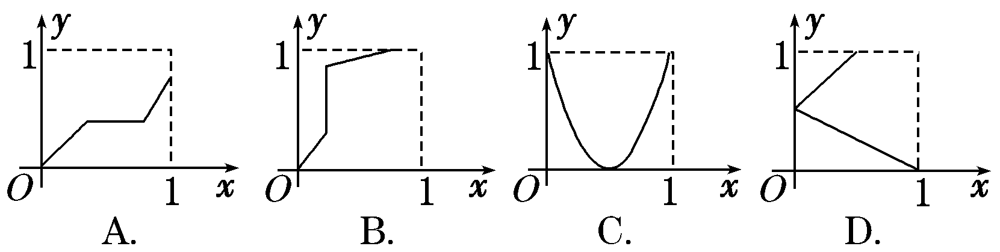 y y y y
1 1 1 1
O 1 x O 1 x O 1 x O 1 x
A. B. C. D.